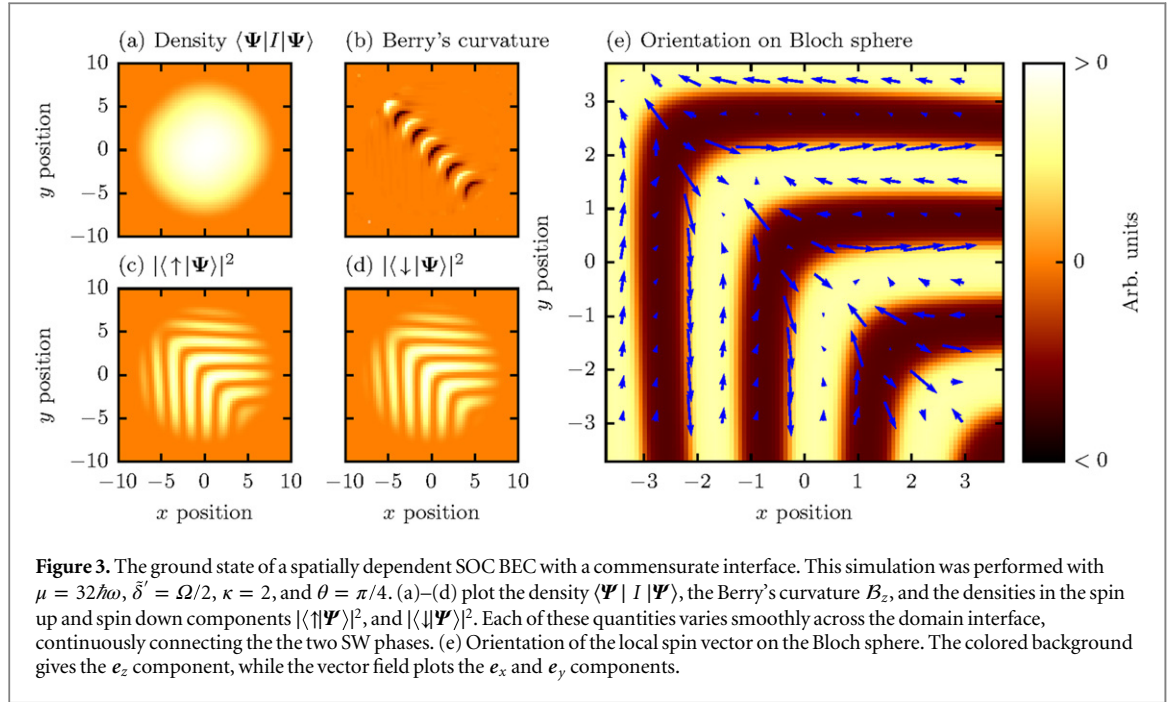 (a) Density ⟨Ψ|I|Ψ⟩
(b) Berry's curvature
(e) Orientation on Bloch sphere
10
5
0
−5
−10
y position
(c) |⟨↑|Ψ⟩|²
(d) |⟨↓|Ψ⟩|²
10
5
0
−5
−10
y position
−10 −5 0 5 10
−10 −5 0 5 10
x position
x position
3
2
1
0
−1
−2
−3
y position
−3 −2 −1 0 1 2 3
x position
> 0
0
< 0
Arb. units
Figure 3. The ground state of a spatially dependent SOC BEC with a commensurate interface. This simulation was performed with
μ = 32ℏω, δ̃′ = Ω/2, κ = 2, and θ = π/4. (a)–(d) plot the density ⟨Ψ | I |Ψ⟩, the Berry's curvature ℬz, and the densities in the spin
up and spin down components |⟨↑|Ψ⟩|², and |⟨↓|Ψ⟩|². Each of these quantities varies smoothly across the domain interface,
continuously connecting the the two SW phases. (e) Orientation of the local spin vector on the Bloch sphere. The colored background
gives the ez component, while the vector field plots the ex and ey components.